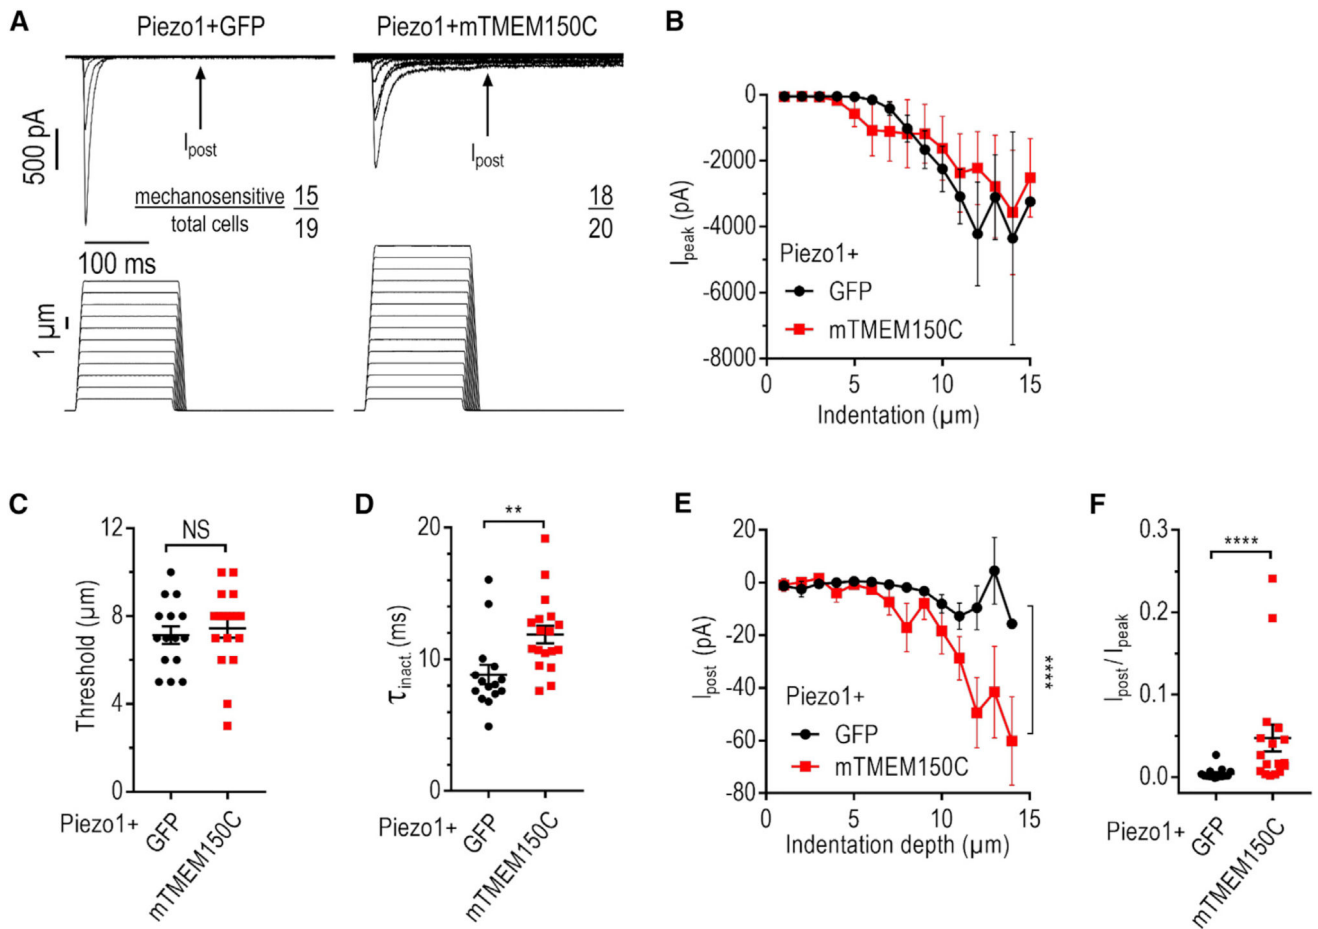 A
Piezo1+GFP
Piezo1+mTMEM150C
500 pA
Ipost
Ipost
mechanosensitive
total cells
15
19
18
20
100 ms
1 µm
B
0
-2000
-4000
-6000
-8000
Ipeak (pA)
Piezo1+
GFP
mTMEM150C
0
5
10
15
Indentation (µm)
C
NS
12
8
4
0
Threshold (µm)
Piezo1+
GFP
mTMEM150C
D
**
20
10
0
τinact. (ms)
Piezo1+
GFP
mTMEM150C
E
20
0
-20
-40
-60
-80
Ipost (pA)
****
Piezo1+
GFP
mTMEM150C
0
5
10
15
Indentation depth (µm)
F
****
0.3
0.2
0.1
0.0
Ipost/ Ipeak
Piezo1+
GFP
mTMEM150C